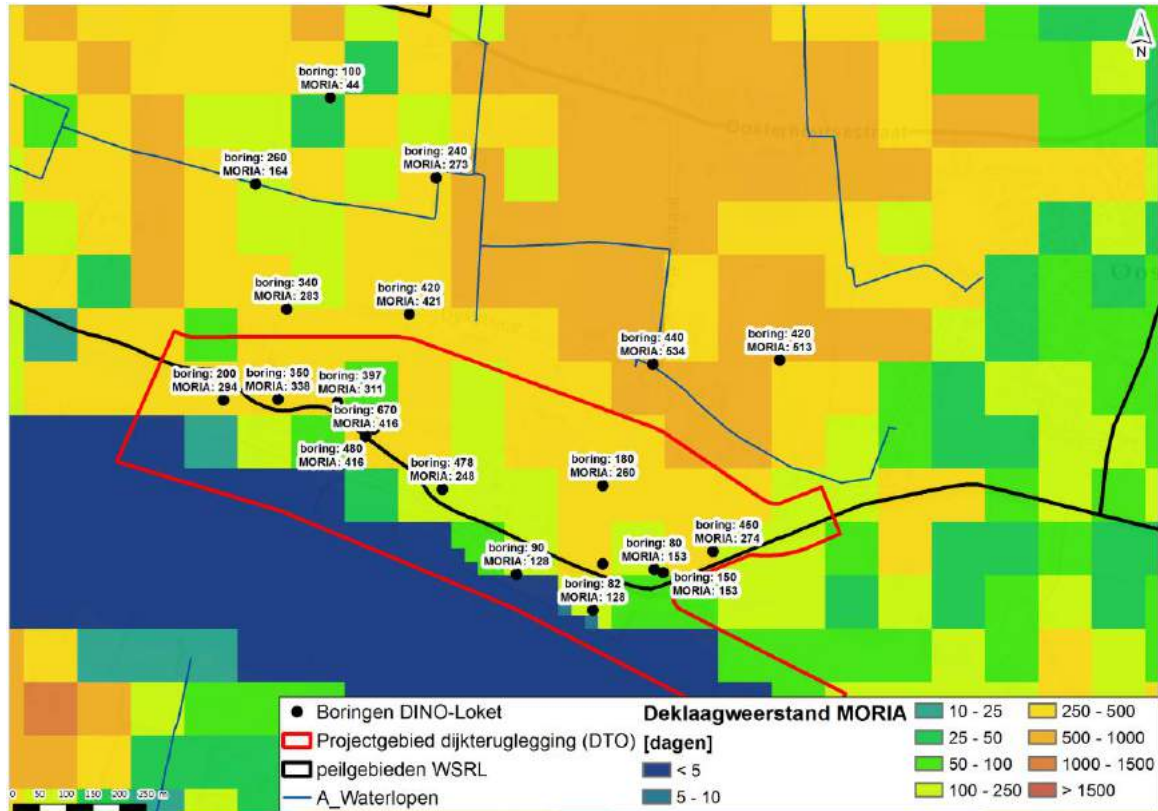 N
boring: 100
MORIA: 44
Oosterhoutsestraat
boring: 260
MORIA: 164
boring: 240
MORIA: 273
boring: 340
MORIA: 283
boring: 420
MORIA: 421
boring: 440
MORIA: 534
boring: 420
MORIA: 513
boring: 200
MORIA: 294
boring: 350
MORIA: 338
boring: 397
MORIA: 311
boring: 670
MORIA: 416
boring: 480
MORIA: 416
boring: 478
MORIA: 248
boring: 180
MORIA: 260
boring: 450
MORIA: 274
boring: 90
MORIA: 128
boring: 80
MORIA: 153
boring: 82
MORIA: 128
boring: 150
MORIA: 153
Boringen DINO-Loket
Projectgebied dijkteruglegging (DTO)
peilgebieden WSRL
A_Waterlopen
Deklaagweerstand MORIA
[dagen]
< 5
5 - 10
10 - 25
25 - 50
50 - 100
100 - 250
250 - 500
500 - 1000
1000 - 1500
> 1500
0 50 100 150 200 250 m